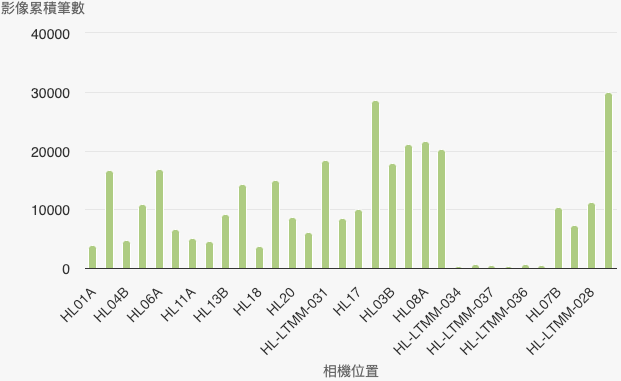 影像累積筆數
40000
30000
20000
10000
0
HL01A
HL04B
HL06A
HL11A
HL13B
HL18
HL20
HL-LTMM-031
HL17
HL03B
HL08A
HL-LTMM-034
HL-LTMM-037
HL-LTMM-036
HL07B
HL-LTMM-028
相機位置